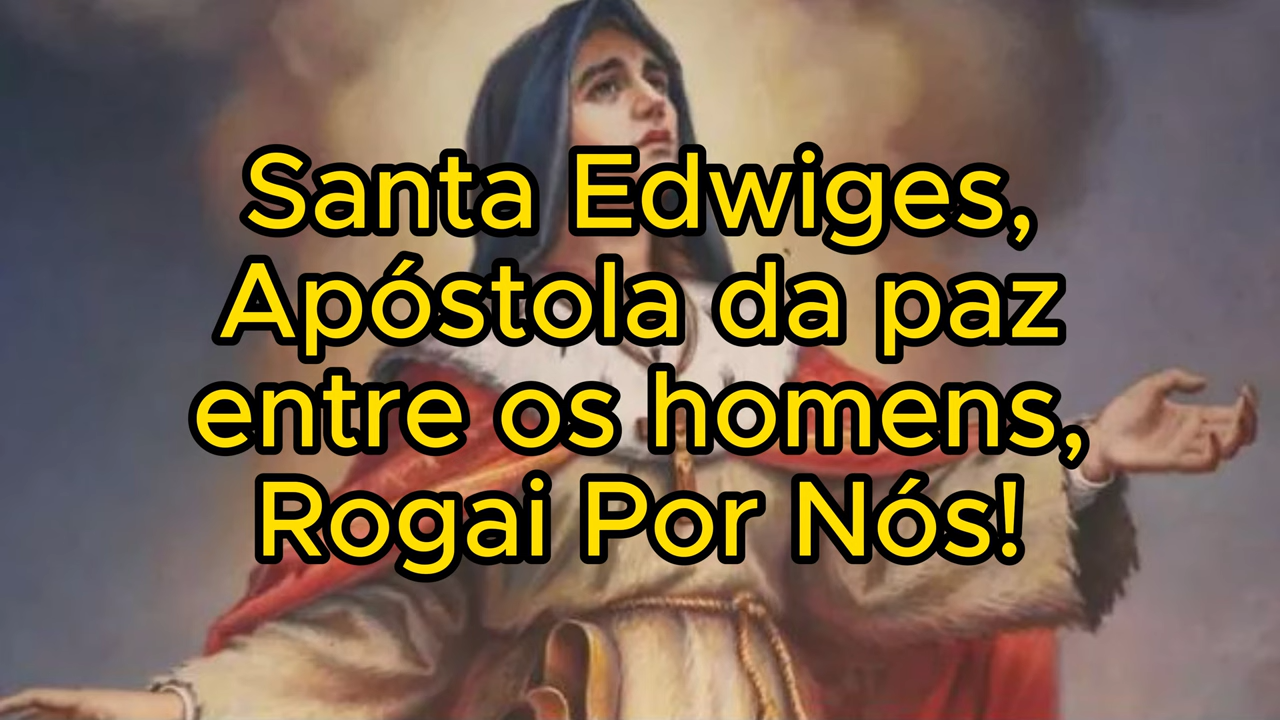 Santa Edwiges,
Apóstola da paz
entre os homens,
Rogai Por Nós!